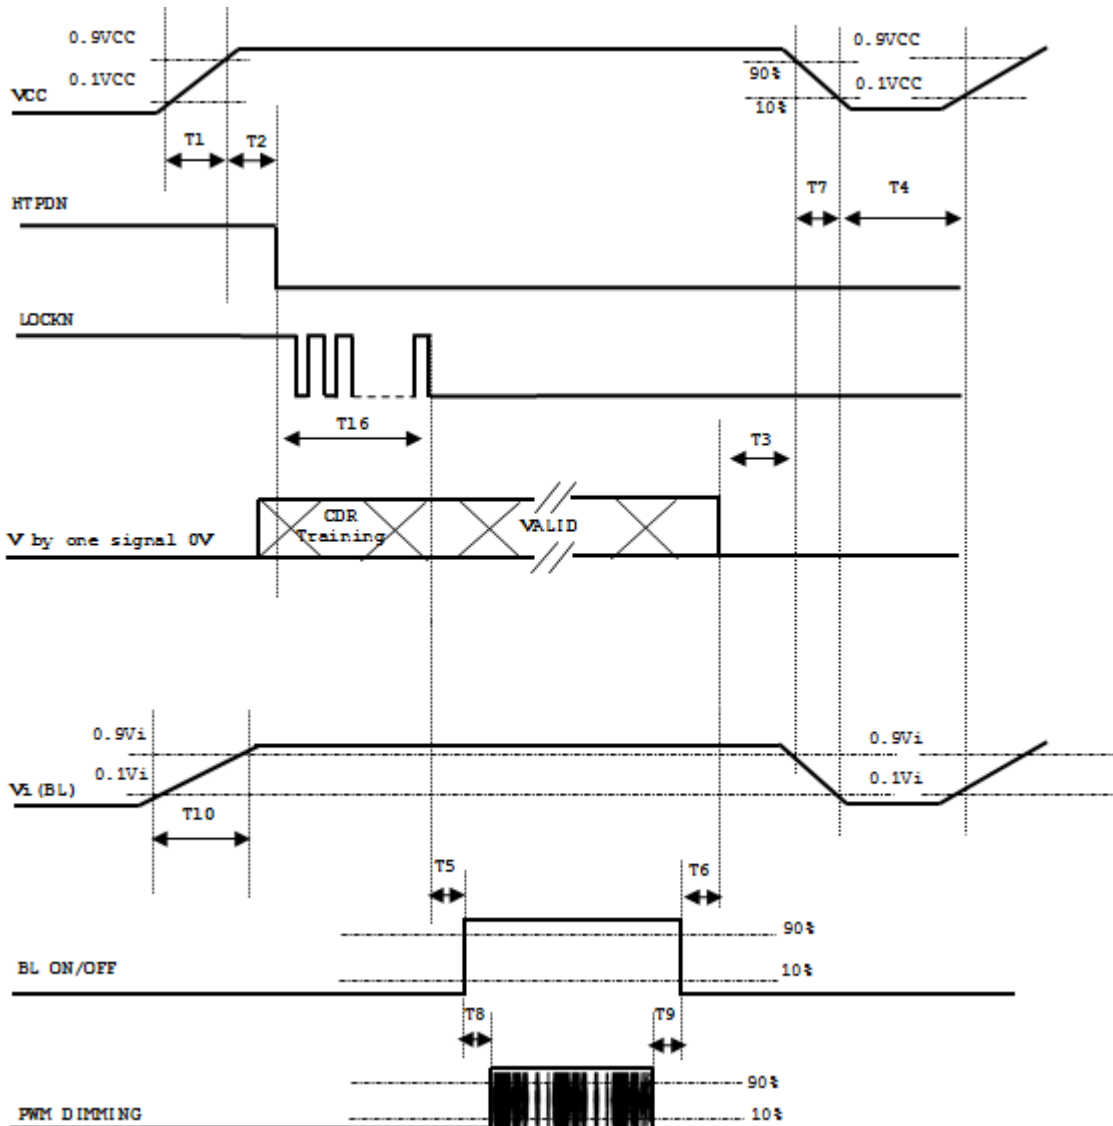 0.9VCC
0.9VCC
90%
0.1VCC
0.1VCC
VCC
10%
T1
T2
T7
T4
HTPDN
LOCKN
T16
T3
CDR
Training
VALID
V by one signal 0V
0.9Vi
0.9Vi
0.1Vi
0.1Vi
Vi(BL)
T10
T5
T6
90%
BL ON/OFF
10%
T8
T9
90%
PWM DIMMING
10%